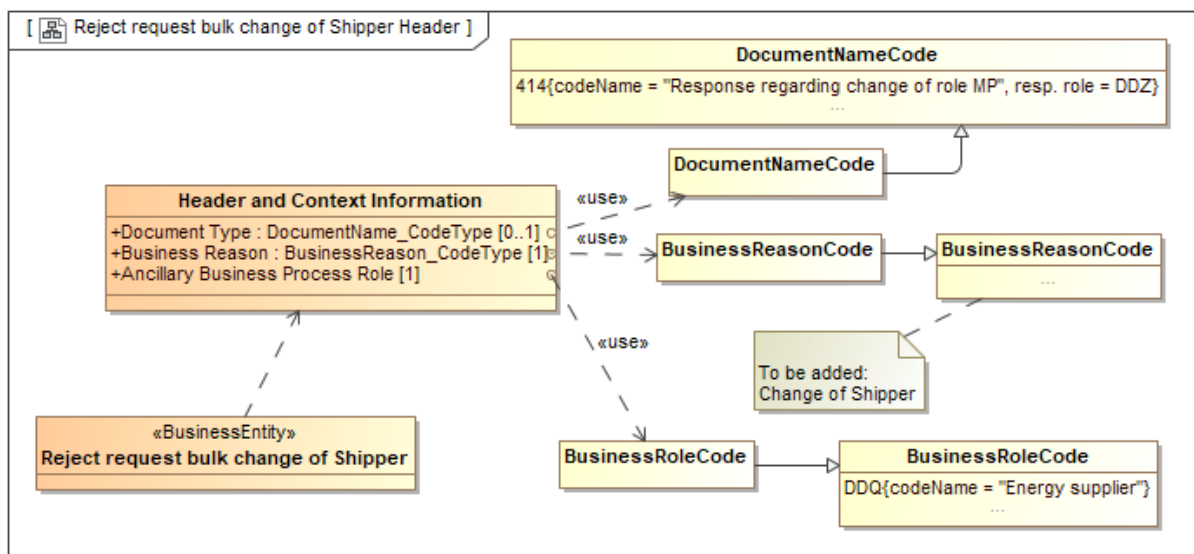 [ Reject request bulk change of Shipper Header ]
DocumentNameCode
414{codeName = "Response regarding change of role MP", resp. role = DDZ}
...
DocumentNameCode
Header and Context Information
«use»
+Document Type : DocumentName_CodeType [0..1]
«use»
+Business Reason : BusinessReason_CodeType [1]
+Ancillary Business Process Role [1]
BusinessReasonCode
BusinessReasonCode
...
«use»
To be added:
Change of Shipper
«BusinessEntity»
Reject request bulk change of Shipper
BusinessRoleCode
BusinessRoleCode
DDQ{codeName = "Energy supplier"}
...